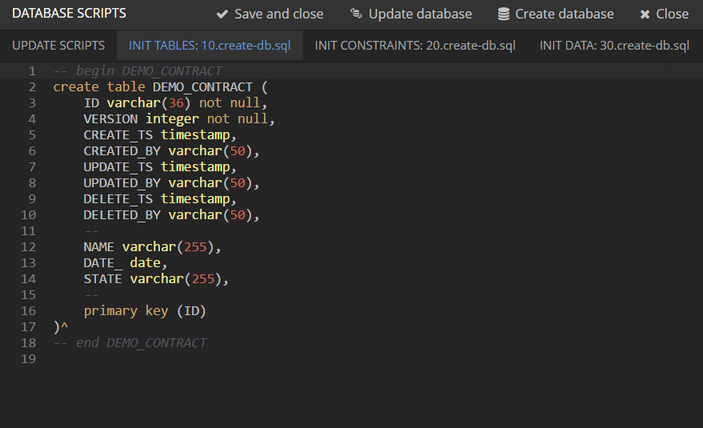 DATABASE SCRIPTS Save and close Update database Create database Close
UPDATE SCRIPTS INIT TABLES: 10.create-db.sql INIT CONSTRAINTS: 20.create-db.sql INIT DATA: 30.create-db.sql
1 -- begin DEMO_CONTRACT
2 create table DEMO_CONTRACT (
3 ID varchar(36) not null,
4 VERSION integer not null,
5 CREATE_TS timestamp,
6 CREATED_BY varchar(50),
7 UPDATE_TS timestamp,
8 UPDATED_BY varchar(50),
9 DELETE_TS timestamp,
10 DELETED_BY varchar(50),
11 --
12 NAME varchar(255),
13 DATE_ date,
14 STATE varchar(255),
15 --
16 primary key (ID)
17 )^
18 -- end DEMO_CONTRACT
19